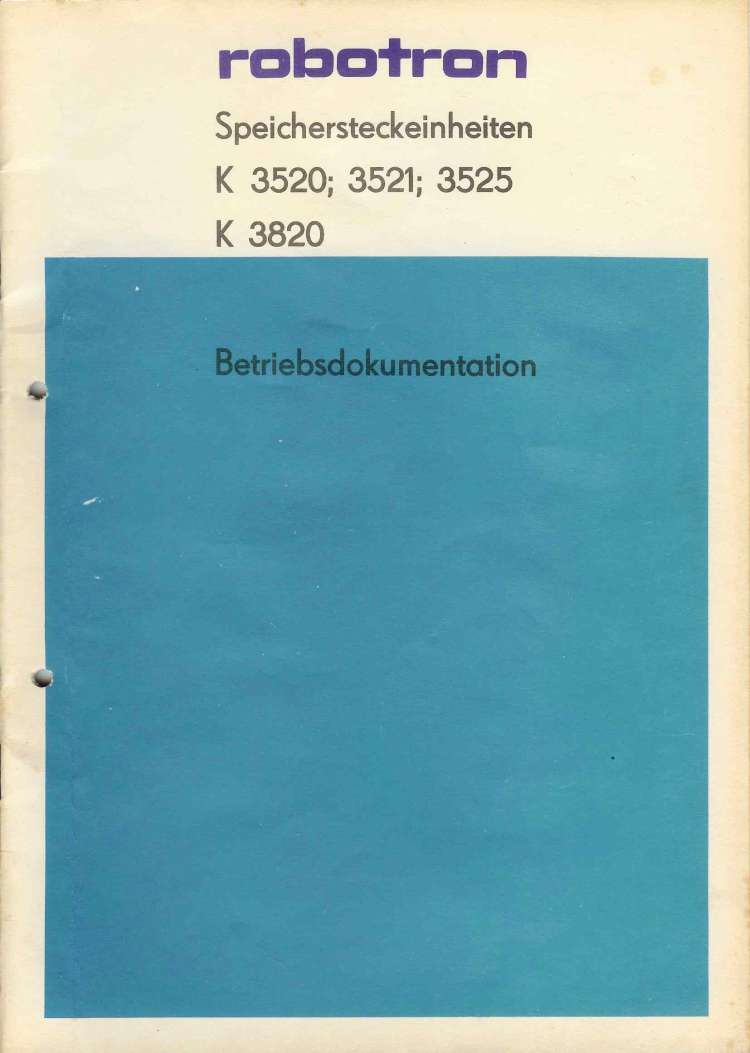 robotron
Speichersteckeinheiten
K 3520; 3521; 3525
K 3820
Betriebsdokumentation